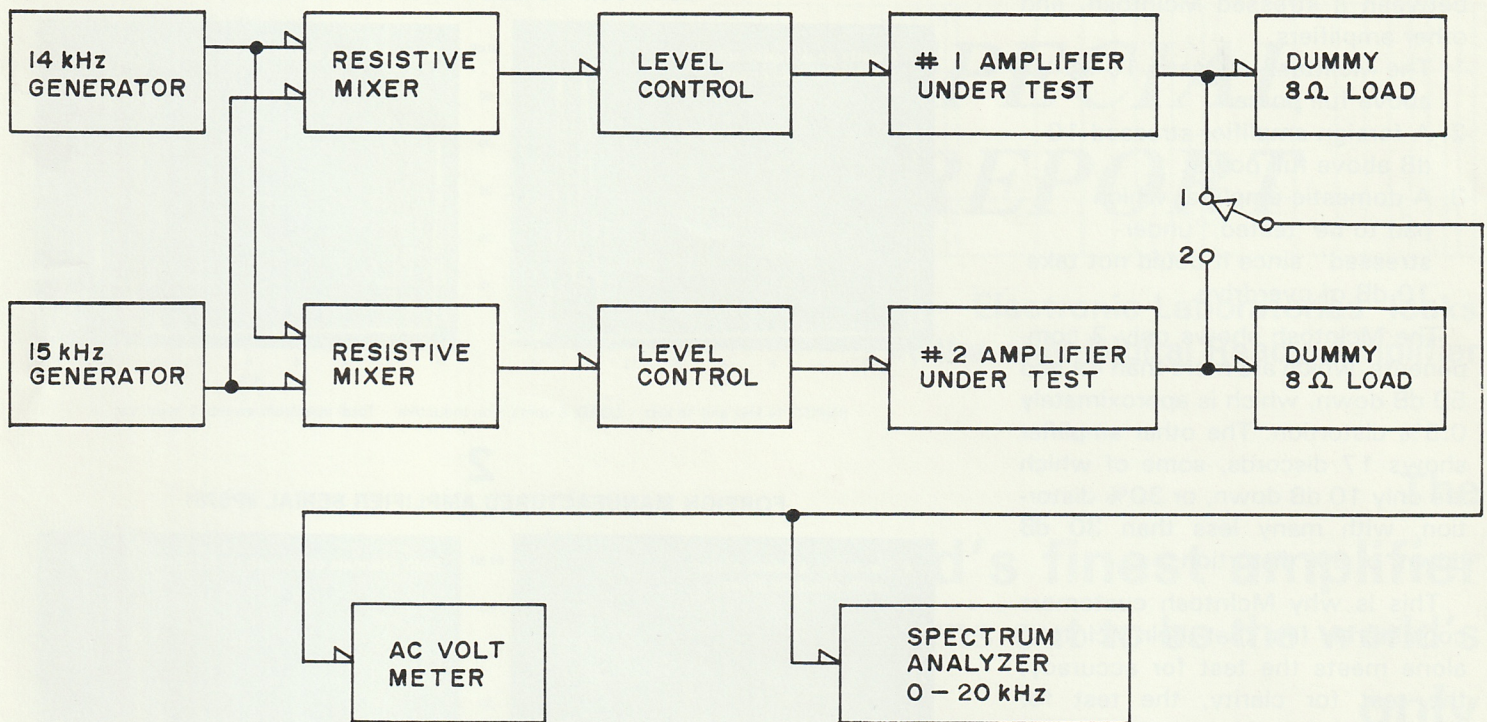 14 kHz
GENERATOR
RESISTIVE
MIXER
LEVEL
CONTROL
# 1 AMPLIFIER
UNDER TEST
DUMMY
8Ω LOAD
1
2
15 kHz
GENERATOR
RESISTIVE
MIXER
LEVEL
CONTROL
# 2 AMPLIFIER
UNDER TEST
DUMMY
8Ω LOAD
AC VOLT
METER
SPECTRUM
ANALYZER
0 – 20 kHz